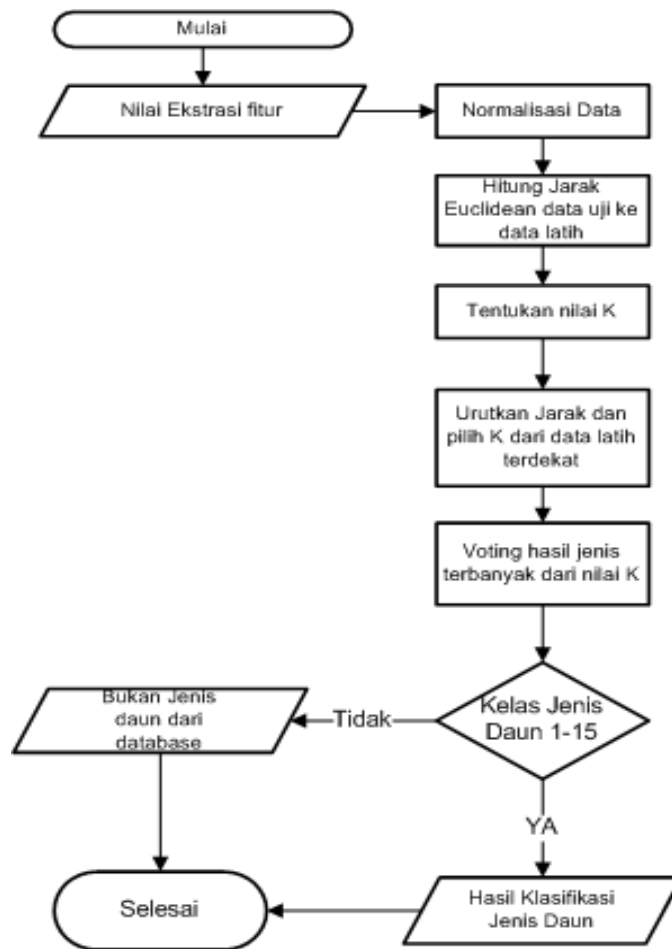 Mulai
Nilai Ekstrasi fitur
Normalisasi Data
Hitung Jarak
Euclidean data uji ke
data latih
Tentukan nilai K
Urutkan Jarak dan
pilih K dari data latih
terdekat
Voting hasil jenis
terbanyak dari nilai K
Kelas Jenis
Daun 1-15
Tidak
Bukan Jenis
daun dari
database
YA
Hasil Klasifikasi
Jenis Daun
Selesai